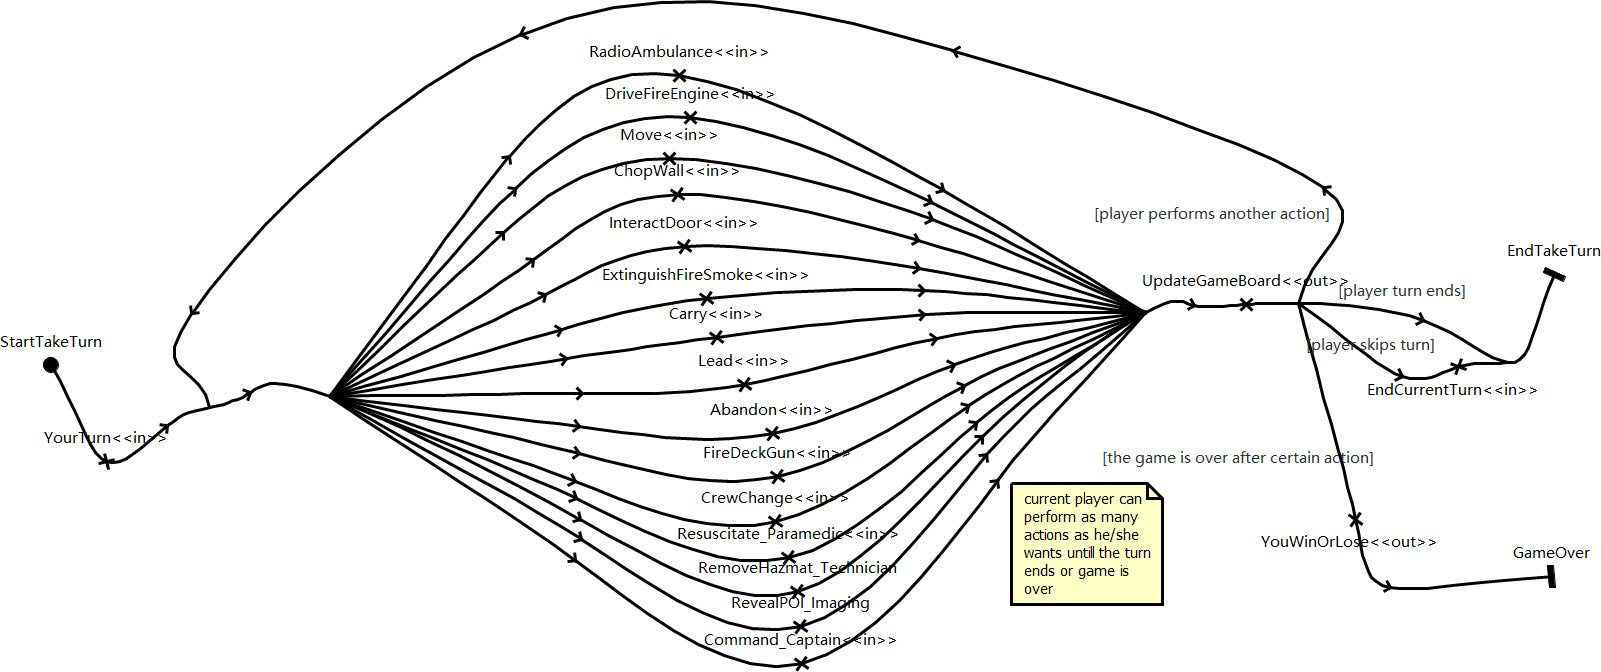 RadioAmbulance<<in>>
DriveFireEngine<<in>>
Move<<in>>
ChopWall<<in>>
InteractDoor<<in>>
ExtinguishFireSmoke<<in>>
Carry<<in>>
Lead<<in>>
Abandon<<in>>
FireDeckGun<<in>>
CrewChange<<in>>
Resuscitate_Paramedic<<in>>
RemoveHazmat_Technician
RevealPOI_Imaging
Command_Captain<<in>>
StartTakeTurn
YourTurn<<in>>
[player performs another action]
UpdateGameBoard<<out>>
[player turn ends]
EndTakeTurn
[player skips turn]
EndCurrentTurn<<in>>
[the game is over after certain action]
current player can
perform as many
actions as he/she
wants untill the turn
ends or game is
over
YouWinOrLose<<out>>
GameOver